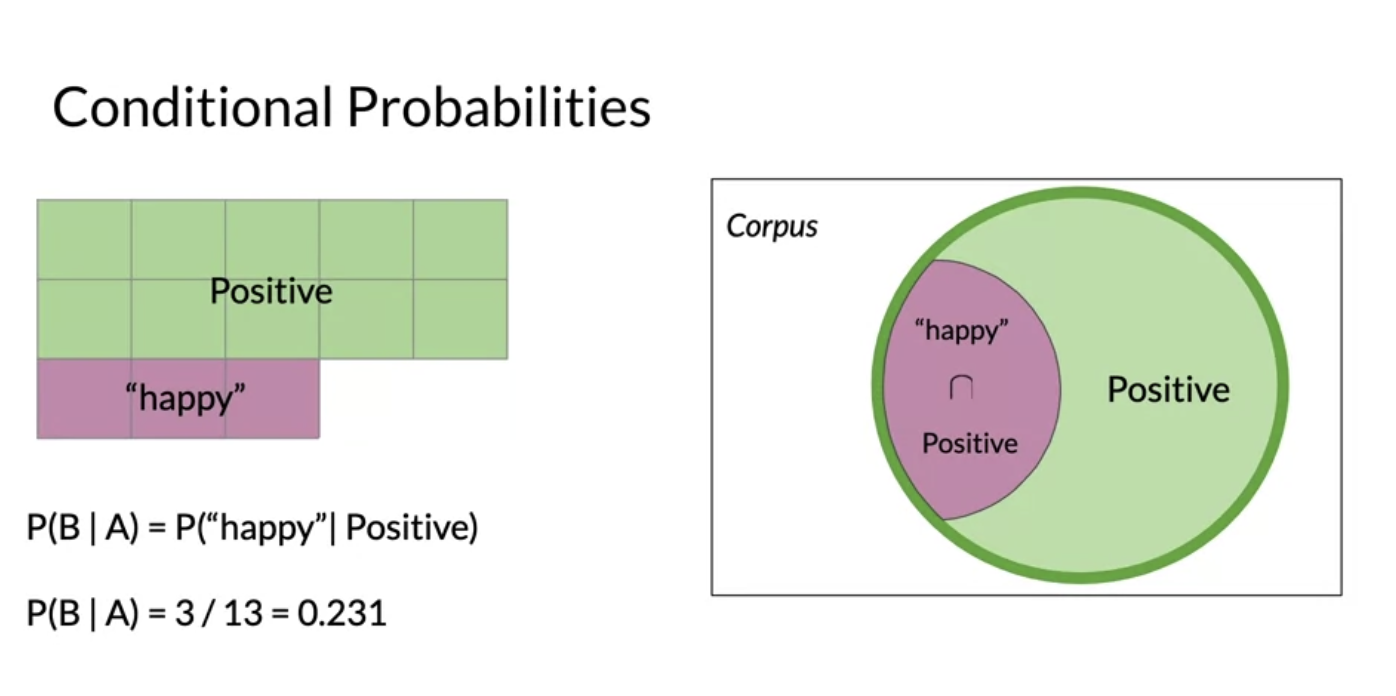 Conditional Probabilities
Positive
“happy”
P(B | A) = P(“happy”| Positive)
P(B | A) = 3 / 13 = 0.231
Corpus
“happy”
∩
Positive
Positive